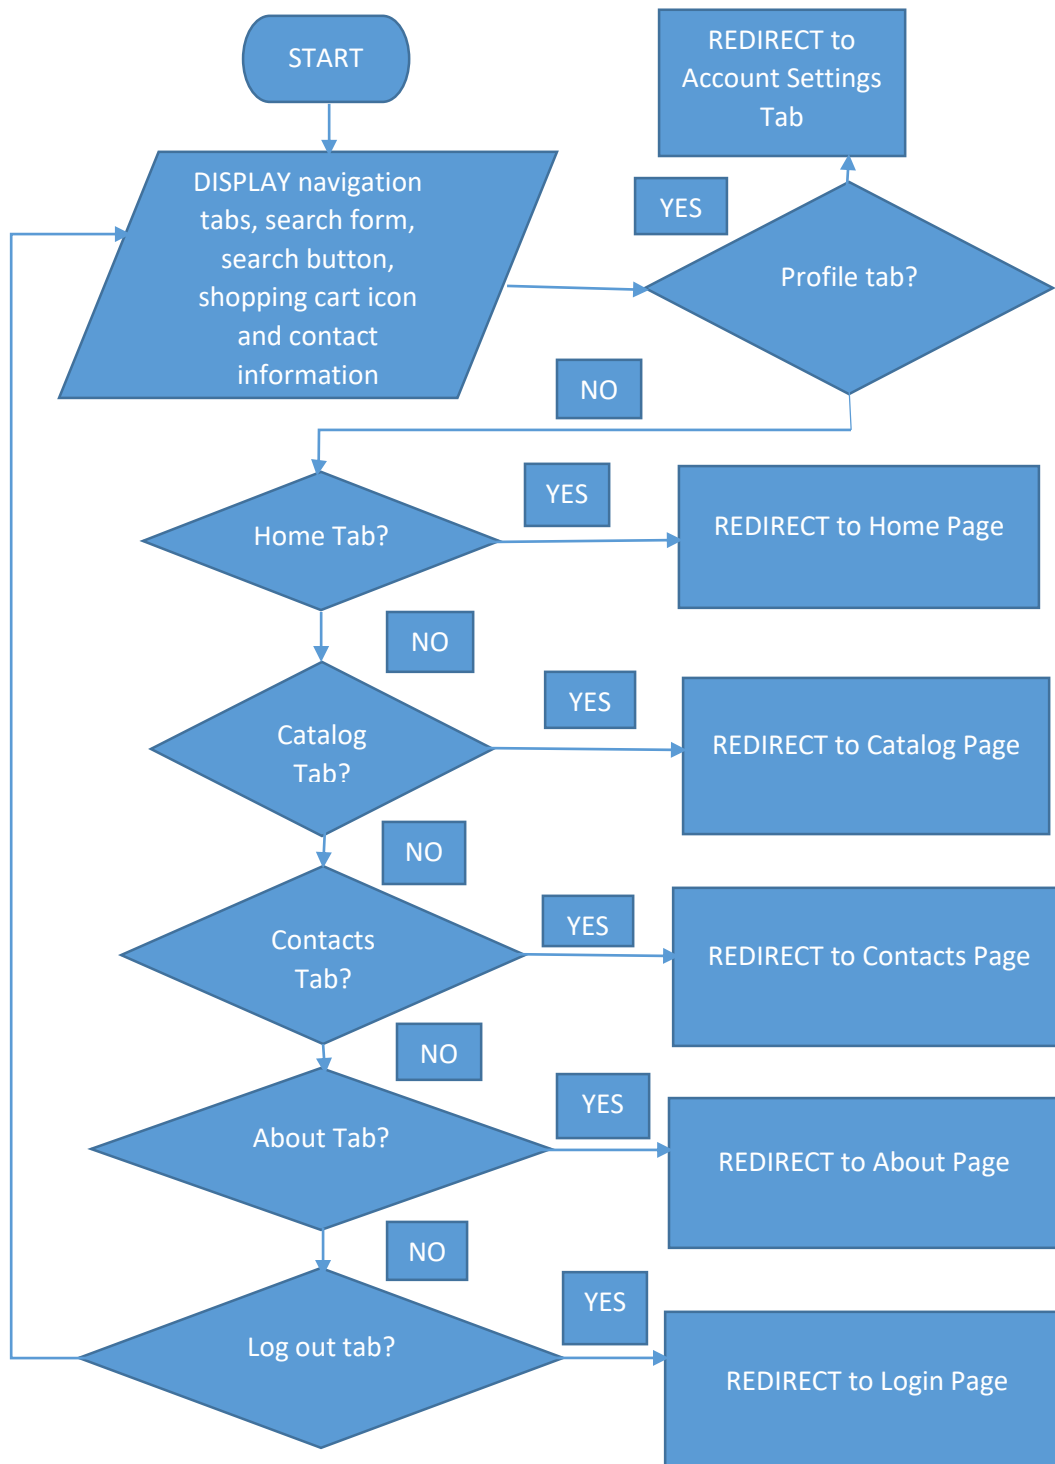 START
REDIRECT to
Account Settings
Tab
DISPLAY navigation
tabs, search form,
search button,
shopping cart icon
and contact
information
YES
Profile tab?
NO
Home Tab?
YES
REDIRECT to Home Page
NO
Catalog
Tab?
YES
REDIRECT to Catalog Page
NO
Contacts
Tab?
YES
REDIRECT to Contacts Page
NO
About Tab?
YES
REDIRECT to About Page
NO
Log out tab?
YES
REDIRECT to Login Page